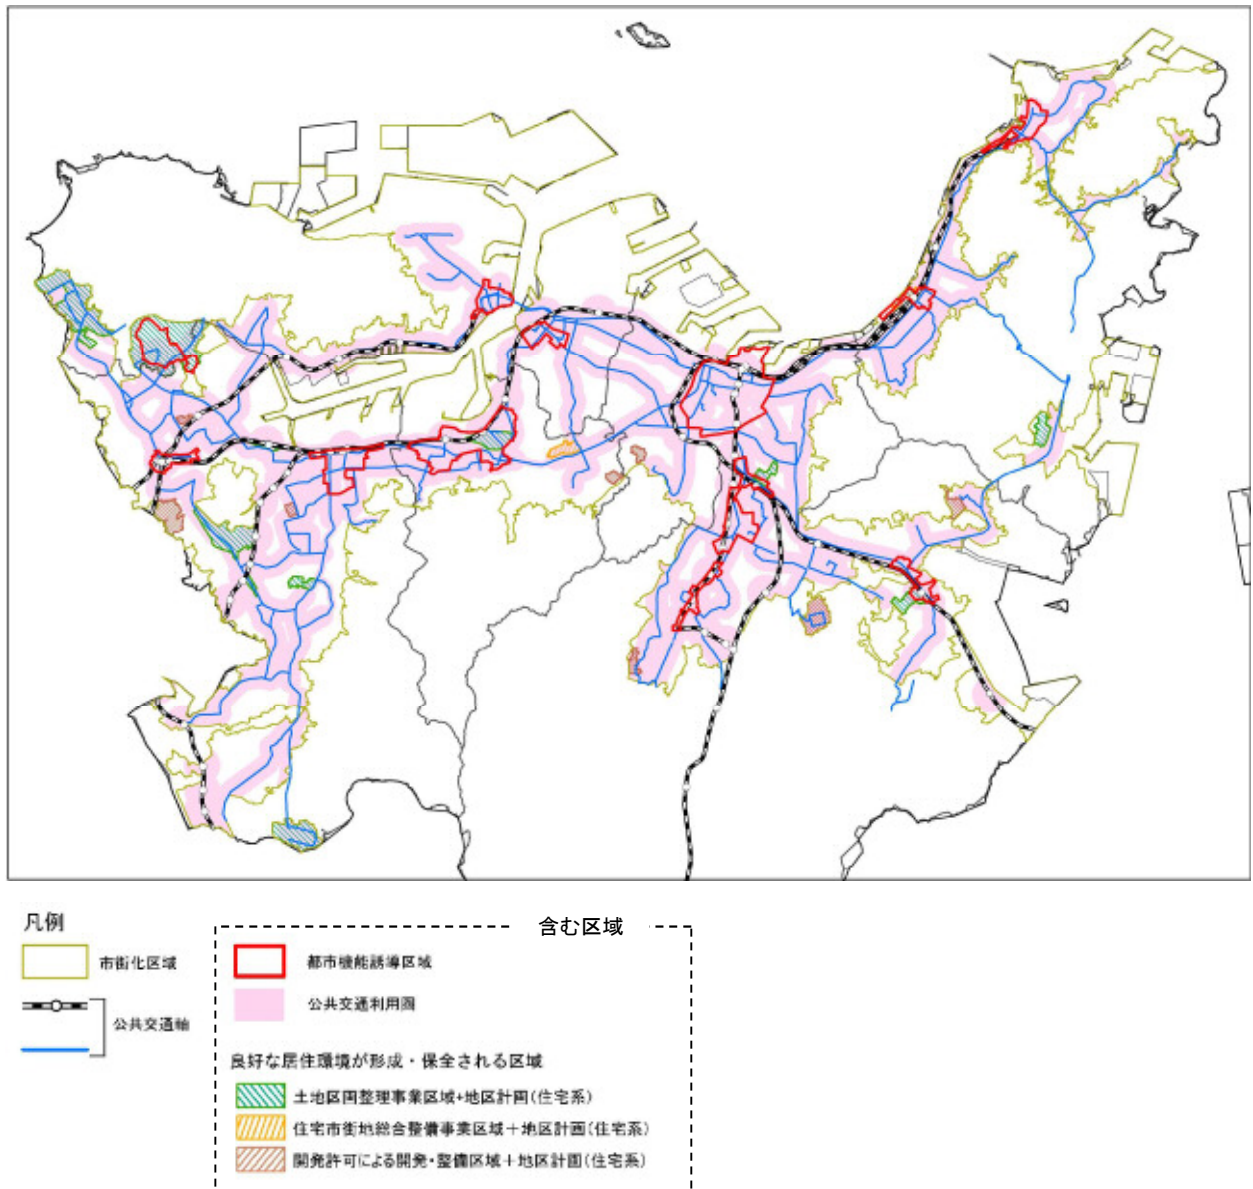 凡例
含む区域
市街化区域
公共交通軸
都市機能誘導区域
公共交通利用圏
良好な居住環境が形成・保全される区域
土地区画整理事業区域+地区計画(住宅系)
住宅市街地総合整備事業区域+地区計画(住宅系)
開発許可による開発・整備区域+地区計画(住宅系)